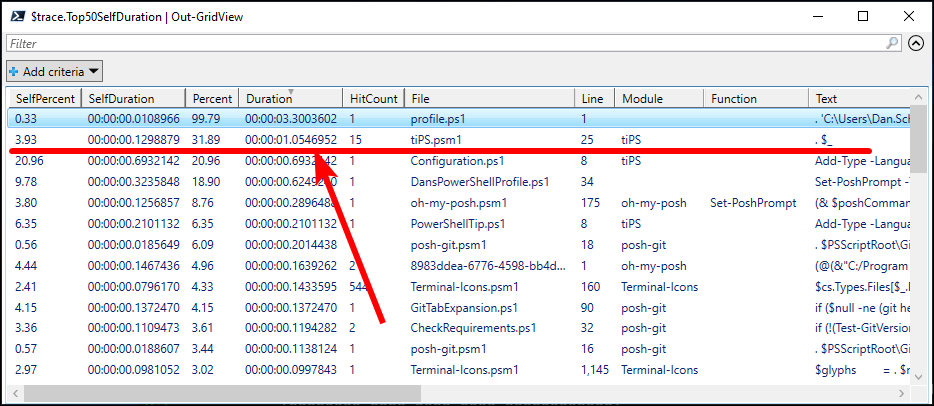 $trace.Top50SelfDuration | Out-GridView
Filter
Add criteria
SelfPercent SelfDuration Percent Duration HitCount File Line Module Function Text
0.33 00:00:00.0108966 99.79 00:00:03.3003602 1 profile.ps1 1 . 'C:\Users\Dan.Sch
3.93 00:00:00.1298879 31.89 00:00:01.0546952 15 tiPS.psm1 25 tiPS . $_
20.96 00:00:00.6932142 20.96 00:00:00.6932142 1 Configuration.ps1 8 tiPS Add-Type -Langua
9.78 00:00:00.3235848 18.90 1 DansPowerShellProfile.ps1 34 Set-PoshPrompt -
3.80 00:00:00.1256857 8.76 00:00:00.2896488 1 oh-my-posh.psm1 175 oh-my-posh Set-PoshPrompt (& $poshComman
6.35 00:00:00.2101132 6.35 00:00:00.2101132 1 PowerShellTip.ps1 8 tiPS Add-Type -Langua
0.56 00:00:00.0185649 6.09 00:00:00.2014438 1 posh-git.psm1 18 posh-git . $PSScriptRoot\Gi
4.44 00:00:00.1467436 4.96 00:00:00.1639262 2 8983ddea-6776-4598-bb4d... 1 oh-my-posh (@(&"C:/Program
2.41 00:00:00.0796170 4.33 00:00:00.1433595 544 Terminal-Icons.psm1 160 Terminal-Icons $cs.Types.Files[$_.
4.15 00:00:00.1372470 4.15 00:00:00.1372470 1 GitTabExpansion.ps1 90 posh-git if ($null -ne (git he
3.36 00:00:00.1109473 3.61 00:00:00.1194282 2 CheckRequirements.ps1 32 posh-git if (!(Test-GitVersion
0.57 00:00:00.0188607 3.44 00:00:00.1138124 1 posh-git.psm1 16 posh-git . $PSScriptRoot\Gi
2.97 00:00:00.0981052 3.02 00:00:00.0997843 1 Terminal-Icons.psm1 1,145 Terminal-Icons $glyphs = . $r